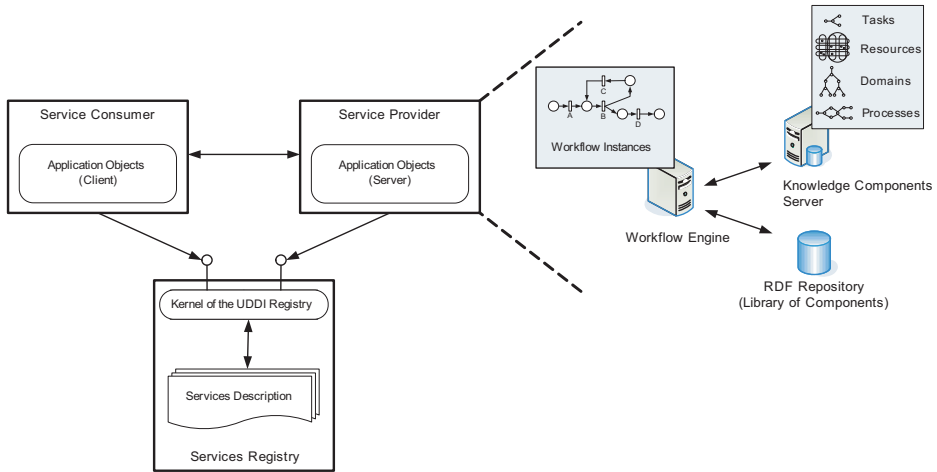 Service Consumer
Application Objects
(Client)
Service Provider
Application Objects
(Server)
Kernel of the UDDI Registry
Services Description
Services Registry
C
A
B
D
Workflow Instances
Workflow Engine
Tasks
Resources
Domains
Processes
Knowledge Components
Server
RDF Repository
(Library of Components)